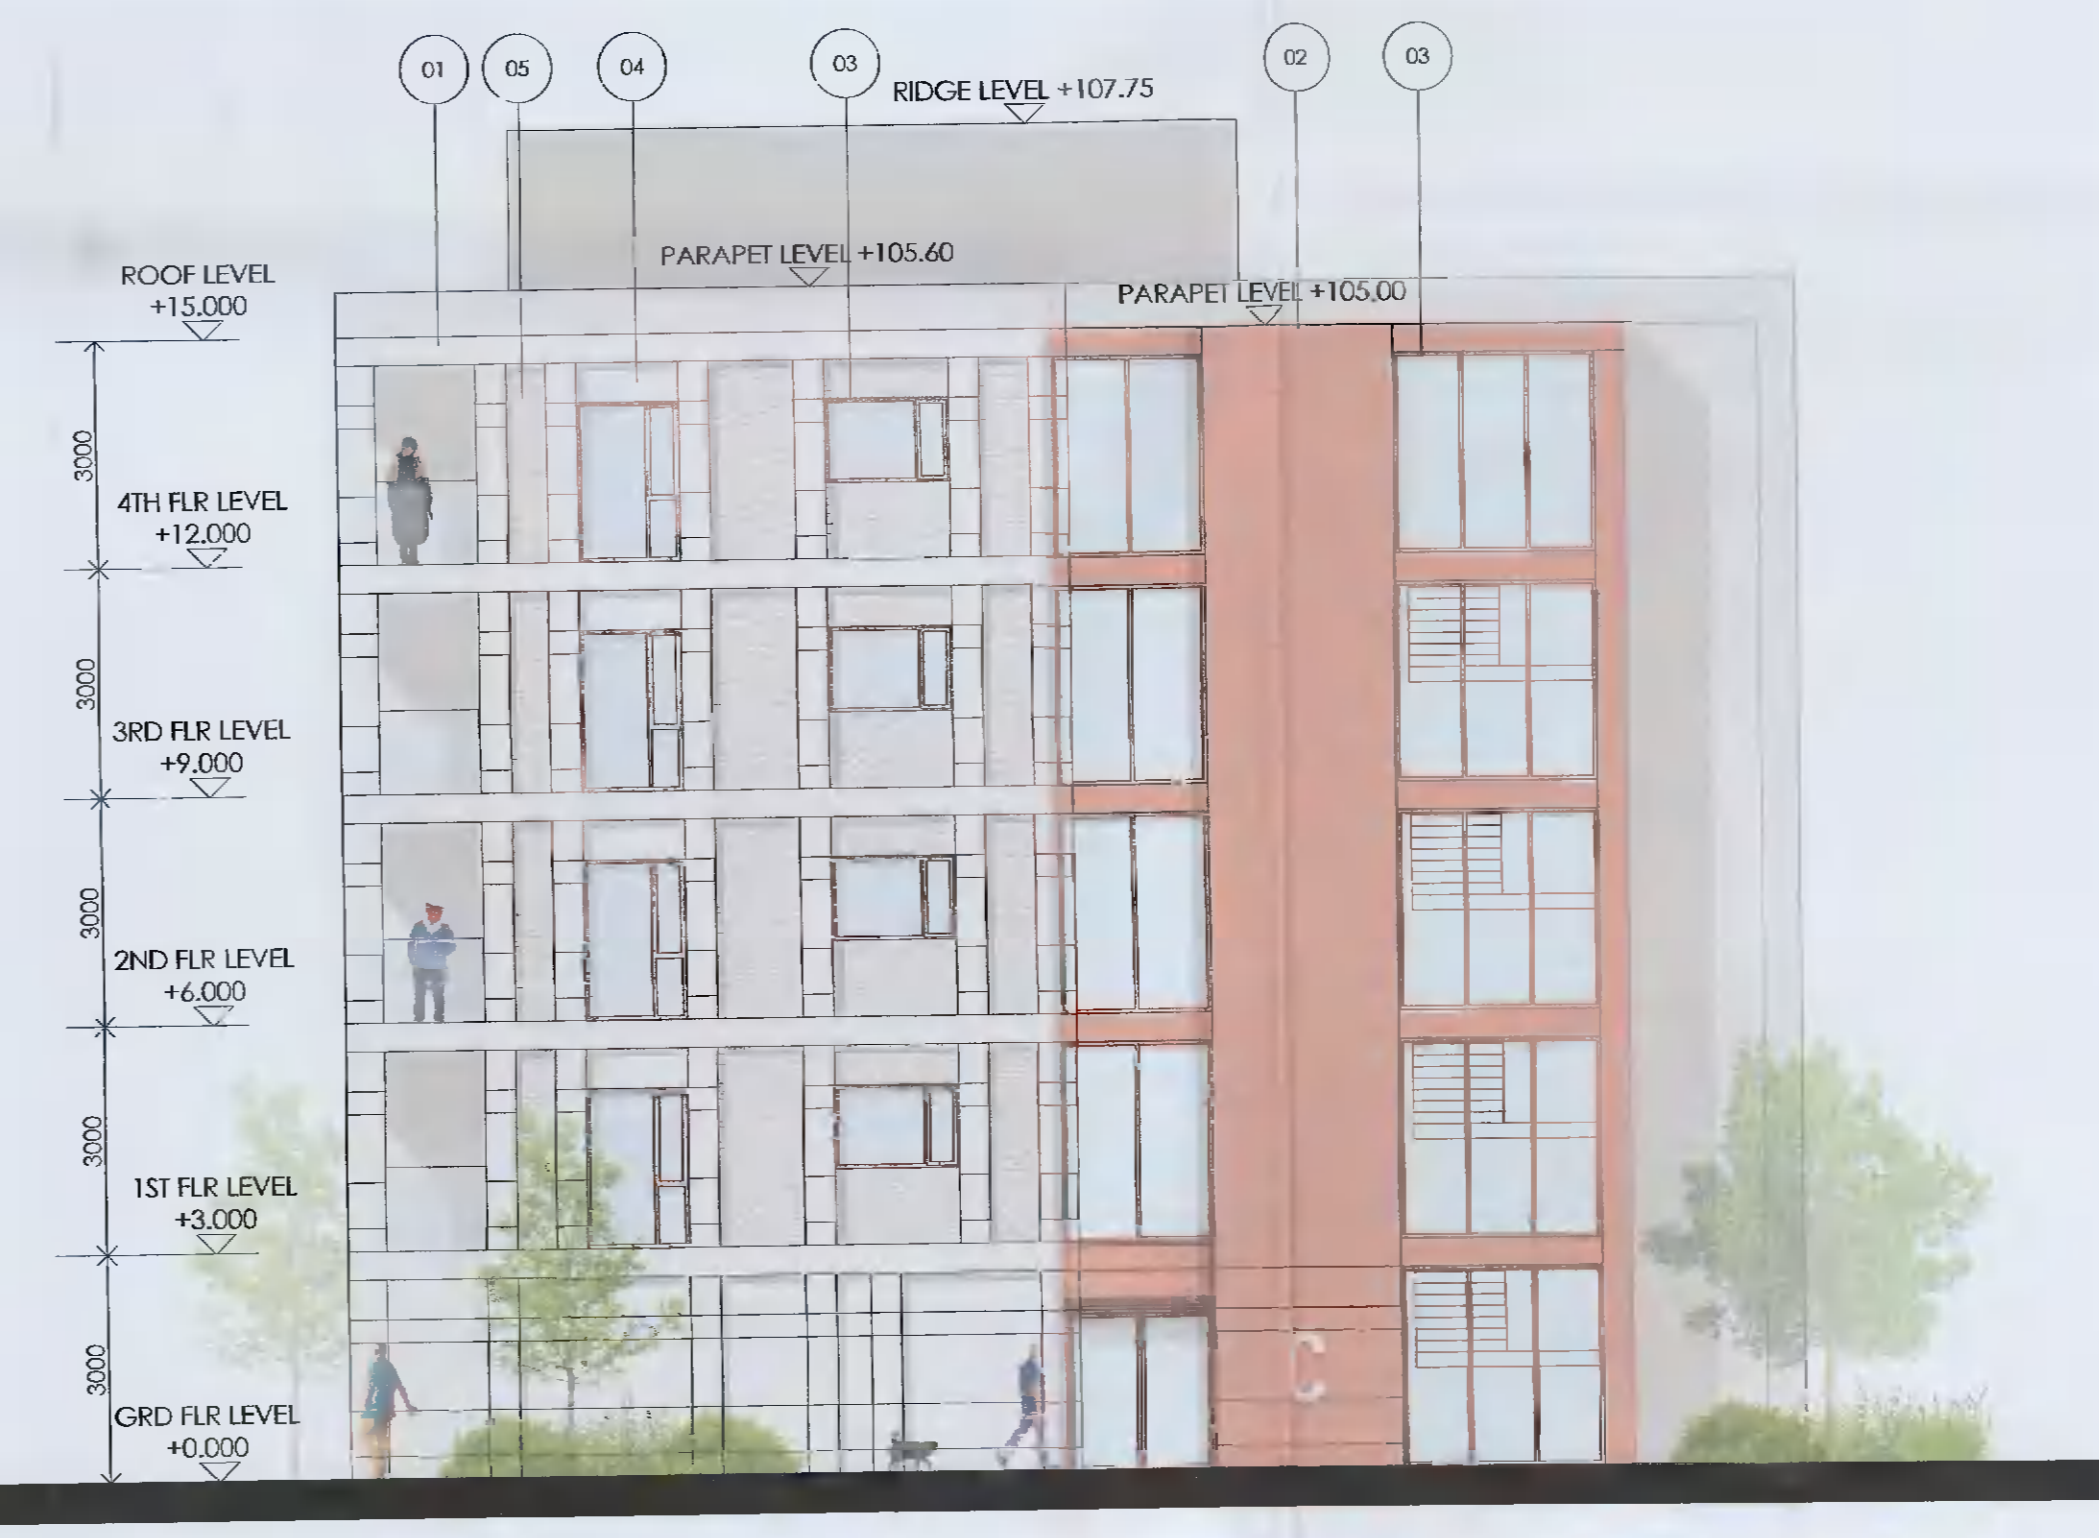 01
05
04
03
02
03
RIDGE LEVEL +107.75
PARAPET LEVEL +105.60
PARAPET LEVEL +105.00
ROOF LEVEL
+15.000
3000
4TH FLR LEVEL
+12.000
3000
3RD FLR LEVEL
+9.000
3000
2ND FLR LEVEL
+6.000
3000
1ST FLR LEVEL
+3.000
3000
GRD FLR LEVEL
+0.000
C